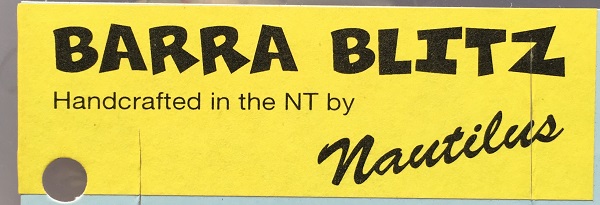 BARRA BLITZ
Handcrafted in the NT by
Nautilus